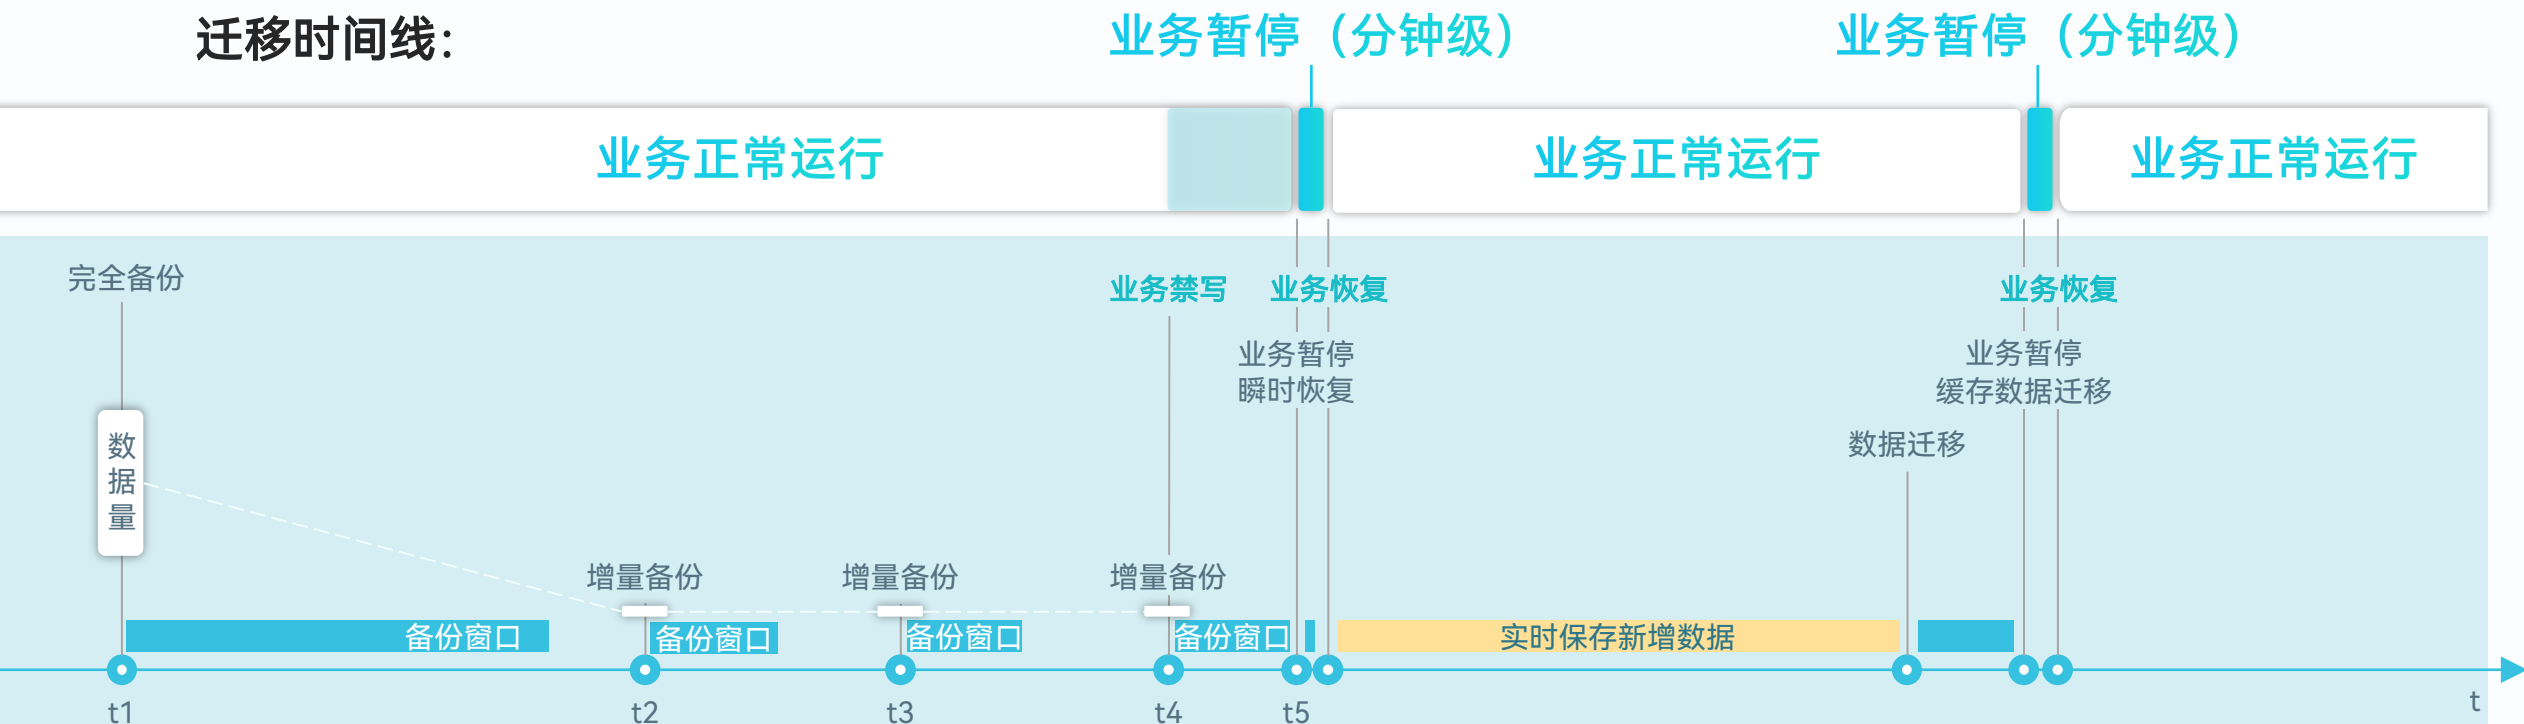 迁移时间线:
业务暂停（分钟级）
业务暂停（分钟级）
业务正常运行
业务正常运行
业务正常运行
完全备份
业务禁写
业务恢复
业务恢复
业务暂停
瞬时恢复
业务暂停
缓存数据迁移
数据迁移
数
据
量
增量备份
增量备份
增量备份
备份窗口
备份窗口
备份窗口
备份窗口
实时保存新增数据
t1
t2
t3
t4
t5
t